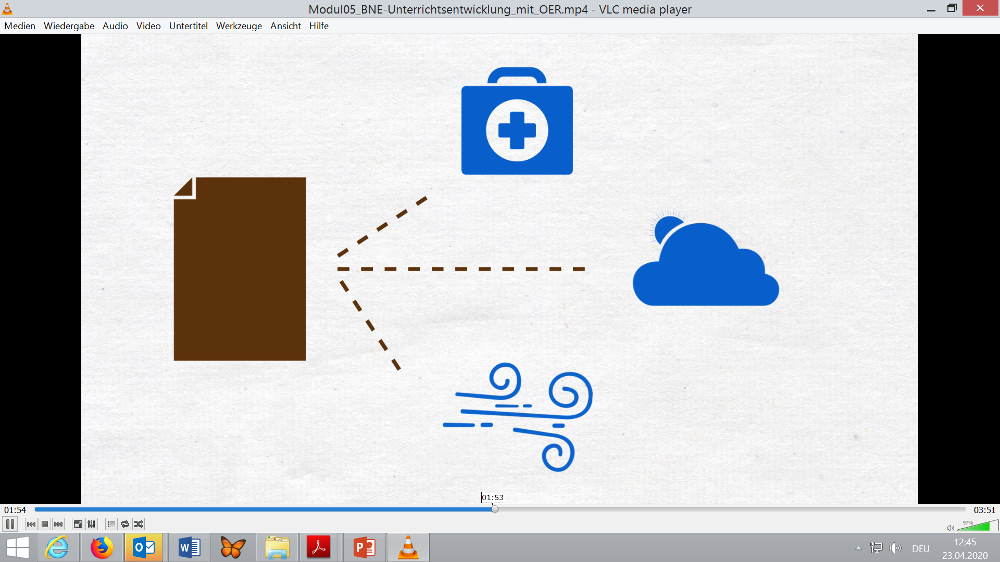 Modul05_BNE-Unterrichtsentwicklung_mit_OER.mp4 - VLC media player
Medien Wiedergabe Audio Video Untertitel Werkzeuge Ansicht Hilfe
01:53
01:54 03:51
97%
DEU
12:45
23.04.2020